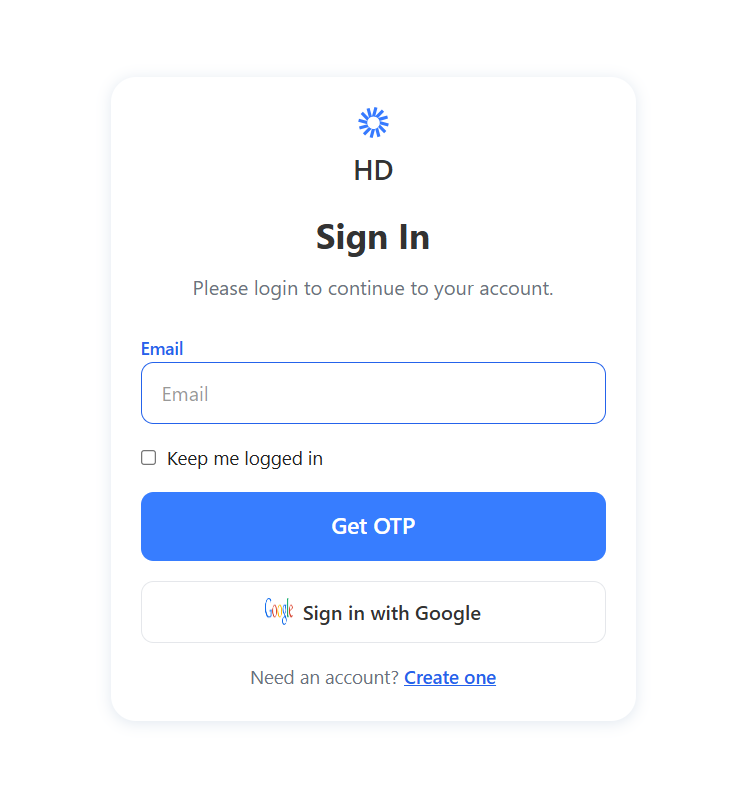 HD
Sign In
Please login to continue to your account.
Email
Email
Keep me logged in
Get OTP
Google Sign in with Google
Need an account? Create one